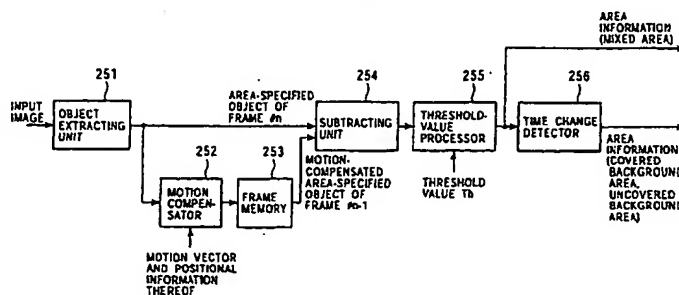 AREA
INFORMATION
(MIXED AREA)
251
254
255
256
INPUT
IMAGE
OBJECT
EXTRACTING
UNIT
AREA-SPECIFIED
OBJECT OF
FRAME #n
SUBTRACTING
UNIT
THRESHOLD-
VALUE
PROCESSOR
TIME CHANGE
DETECTOR
252
253
MOTION
COMPEN-
SATOR
FRAME
MEMORY
MOTION-
COMPENSATED
AREA-SPECIFIED
OBJECT OF
FRAME #n-1
THRESHOLD
VALUE Th
AREA
INFORMATION
(COVERED
BACKGROUND
AREA,
UNCOVERED
BACKGROUND
AREA)
MOTION VECTOR
AND POSITIONAL
INFORMATION
THEREOF